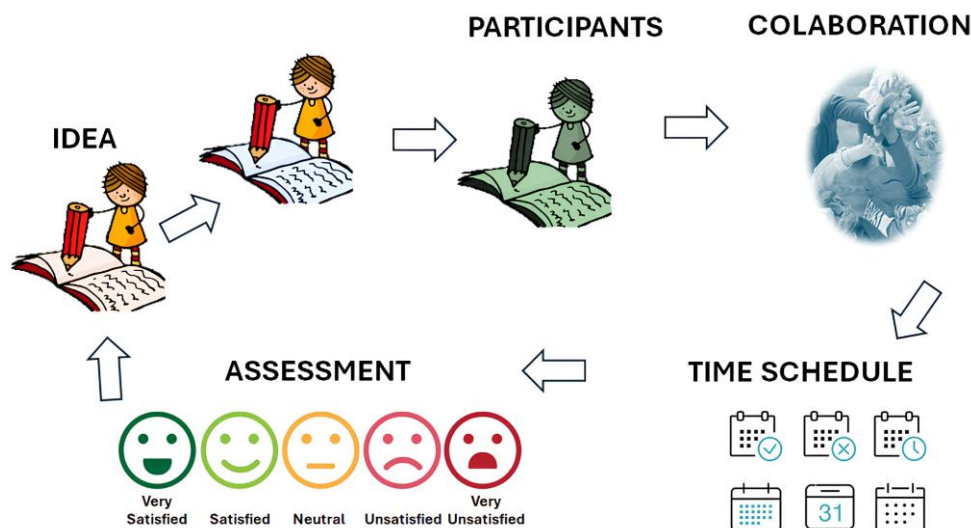 PARTICIPANTS
COLABORATION
IDEA
ASSESSMENT
TIME SCHEDULE
Very
Satisfied
Satisfied
Neutral
Unsatisfied
Very
Unsatisfied
31